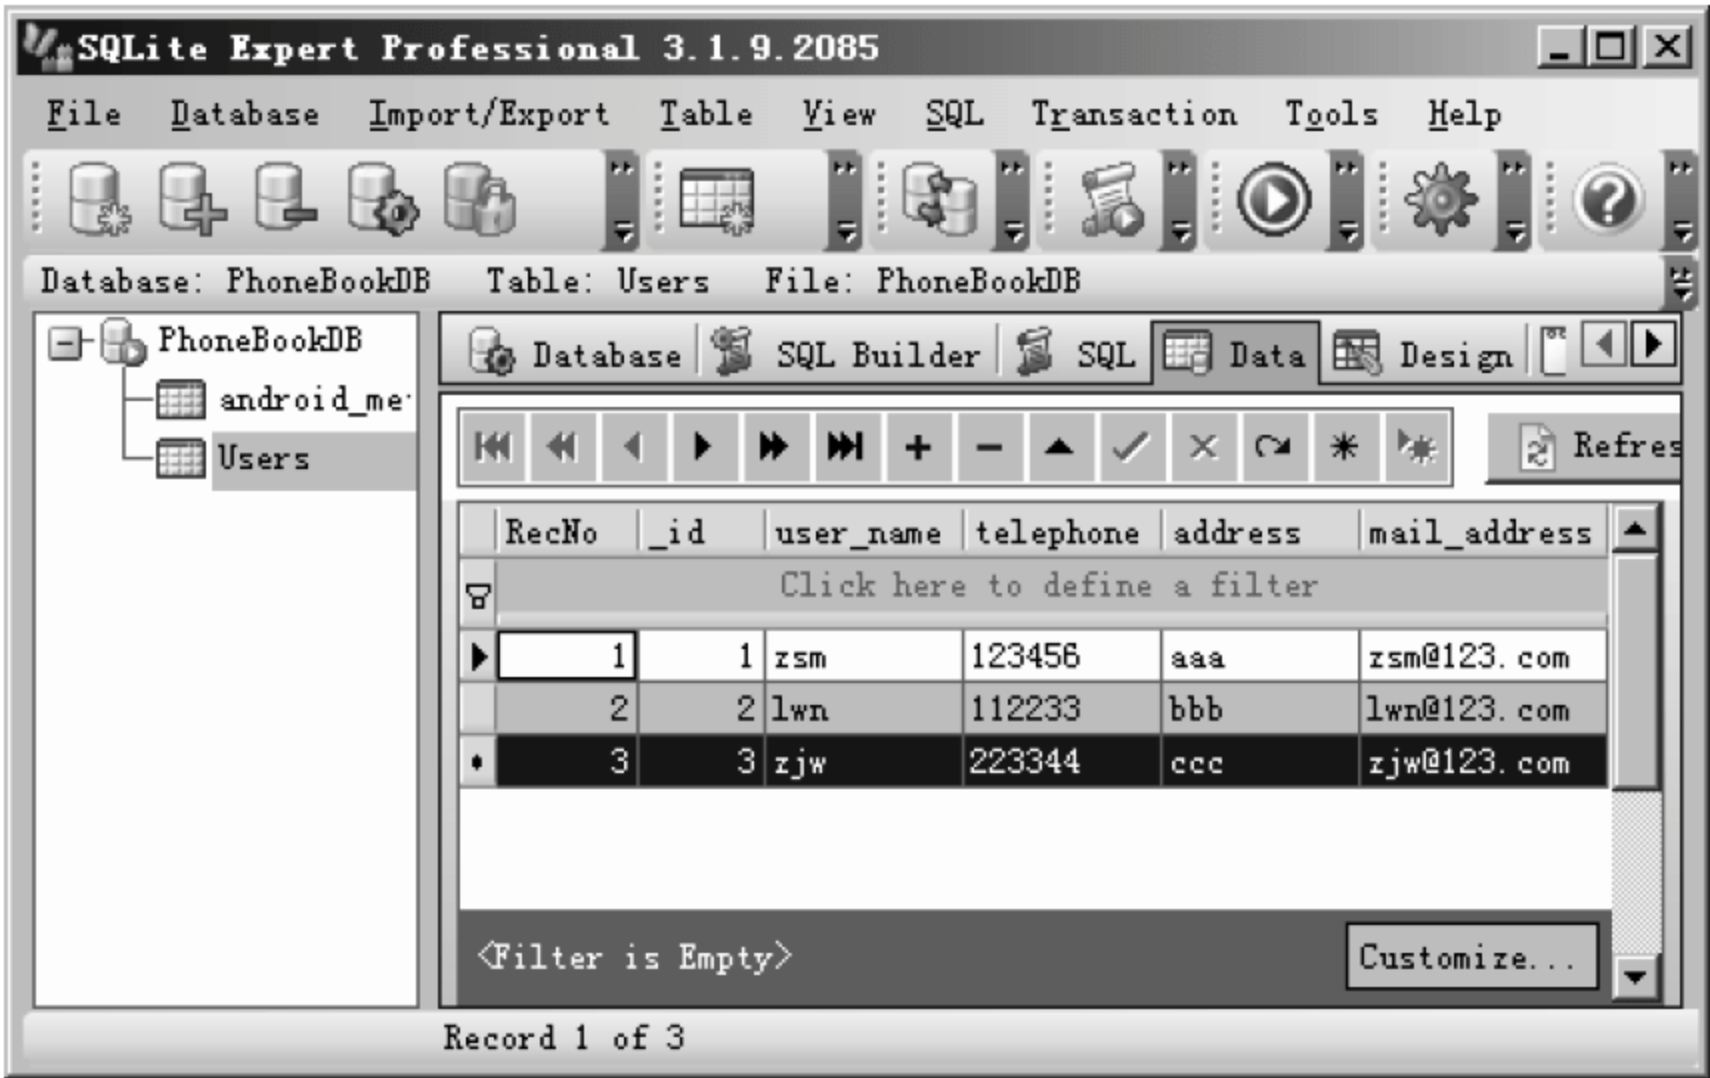 SQLite Expert Professional 3.1.9.2085
File Database Import/Export Table View SQL Transaction Tools Help
Database: PhoneBookDB Table: Users File: PhoneBookDB
PhoneBookDB
android_me
Users
Database SQL Builder SQL Data Design
Refres
RecNo _id user_name telephone address mail_address
Click here to define a filter
1 1 zsm 123456 aaa zsm@123.com
2 2 lwn 112233 bbb lwn@123.com
3 3 zjw 223344 ccc zjw@123.com
<Filter is Empty> Customize...
Record 1 of 3